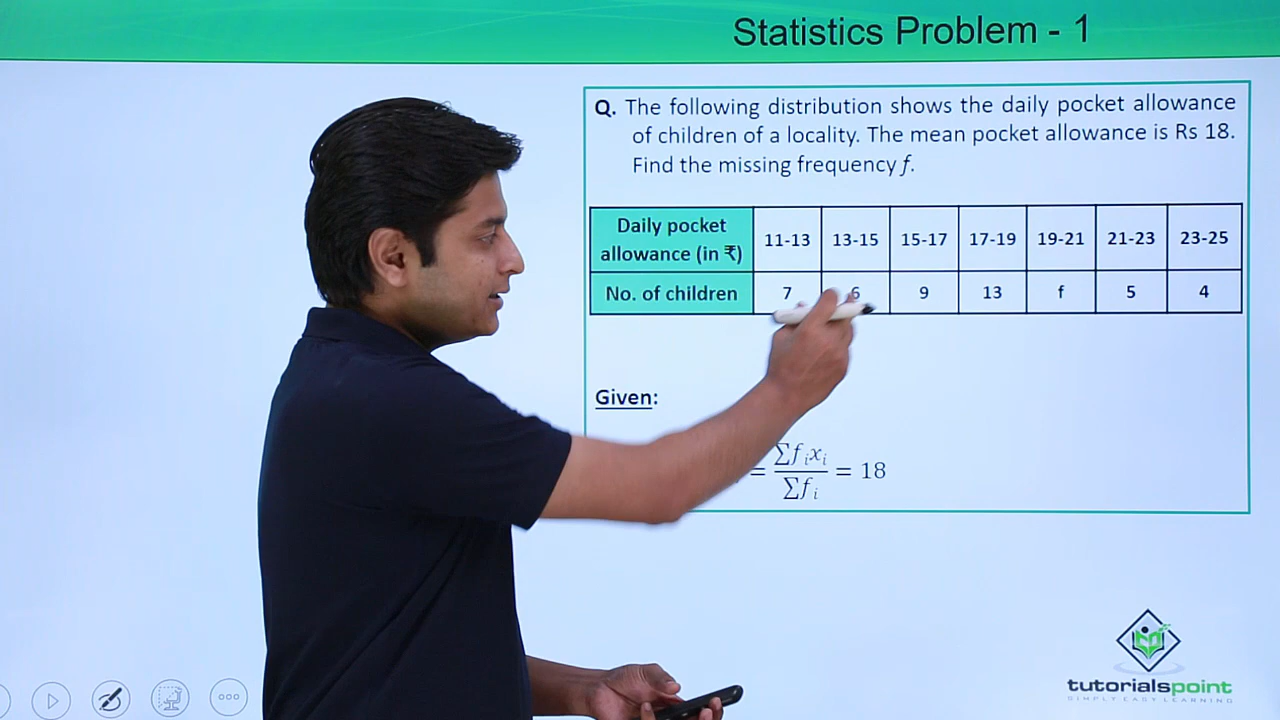 Statistics Problem - 1
Q. The following distribution shows the daily pocket allowance
of children of a locality. The mean pocket allowance is Rs 18.
Find the missing frequency f.
Daily pocket allowance (in ₹) 11-13 13-15 15-17 17-19 19-21 21-23 23-25
No. of children 7 6 9 13 f 5 4
Given:
= ∑fᵢxᵢ / ∑fᵢ = 18
tutorialspoint
SIMPLY EASY LEARNING